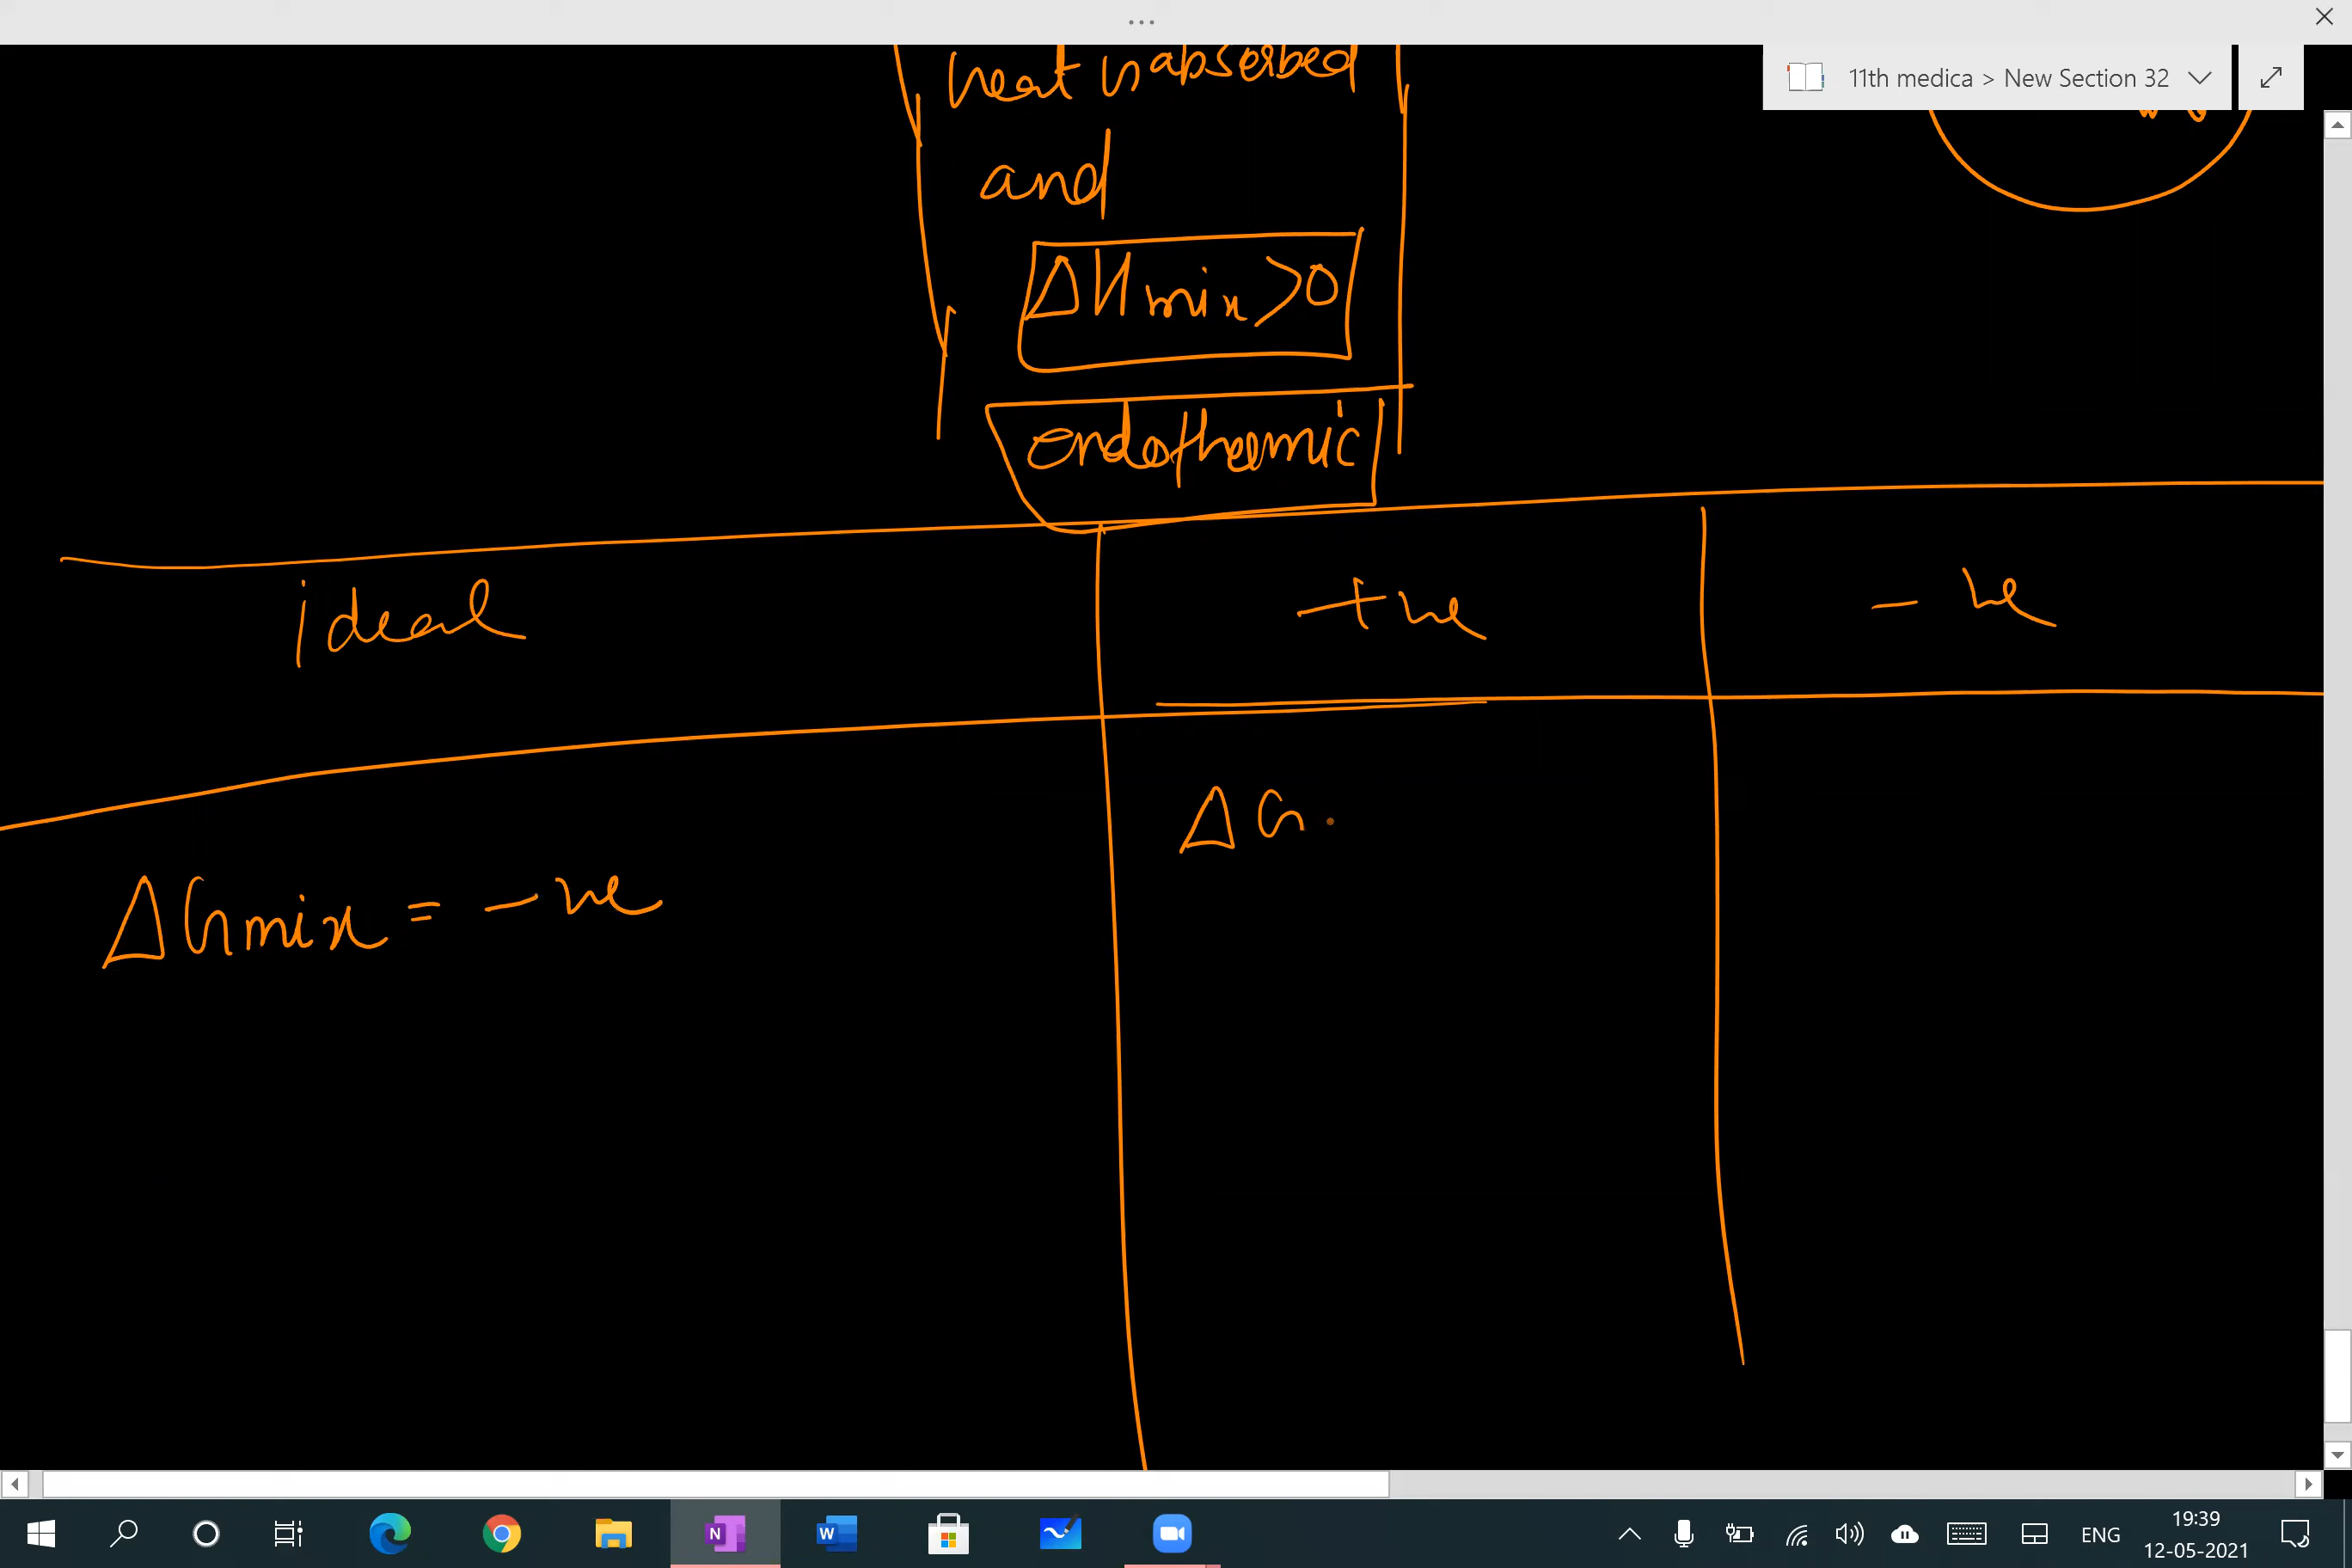 ...
11th medica > New Section 32
heat is absorbed
and
ΔHmix>0
endothermic
ideal
+ve
-ve
ΔG
ΔGmix = -ve
N
W
ENG
19:39
12-05-2021